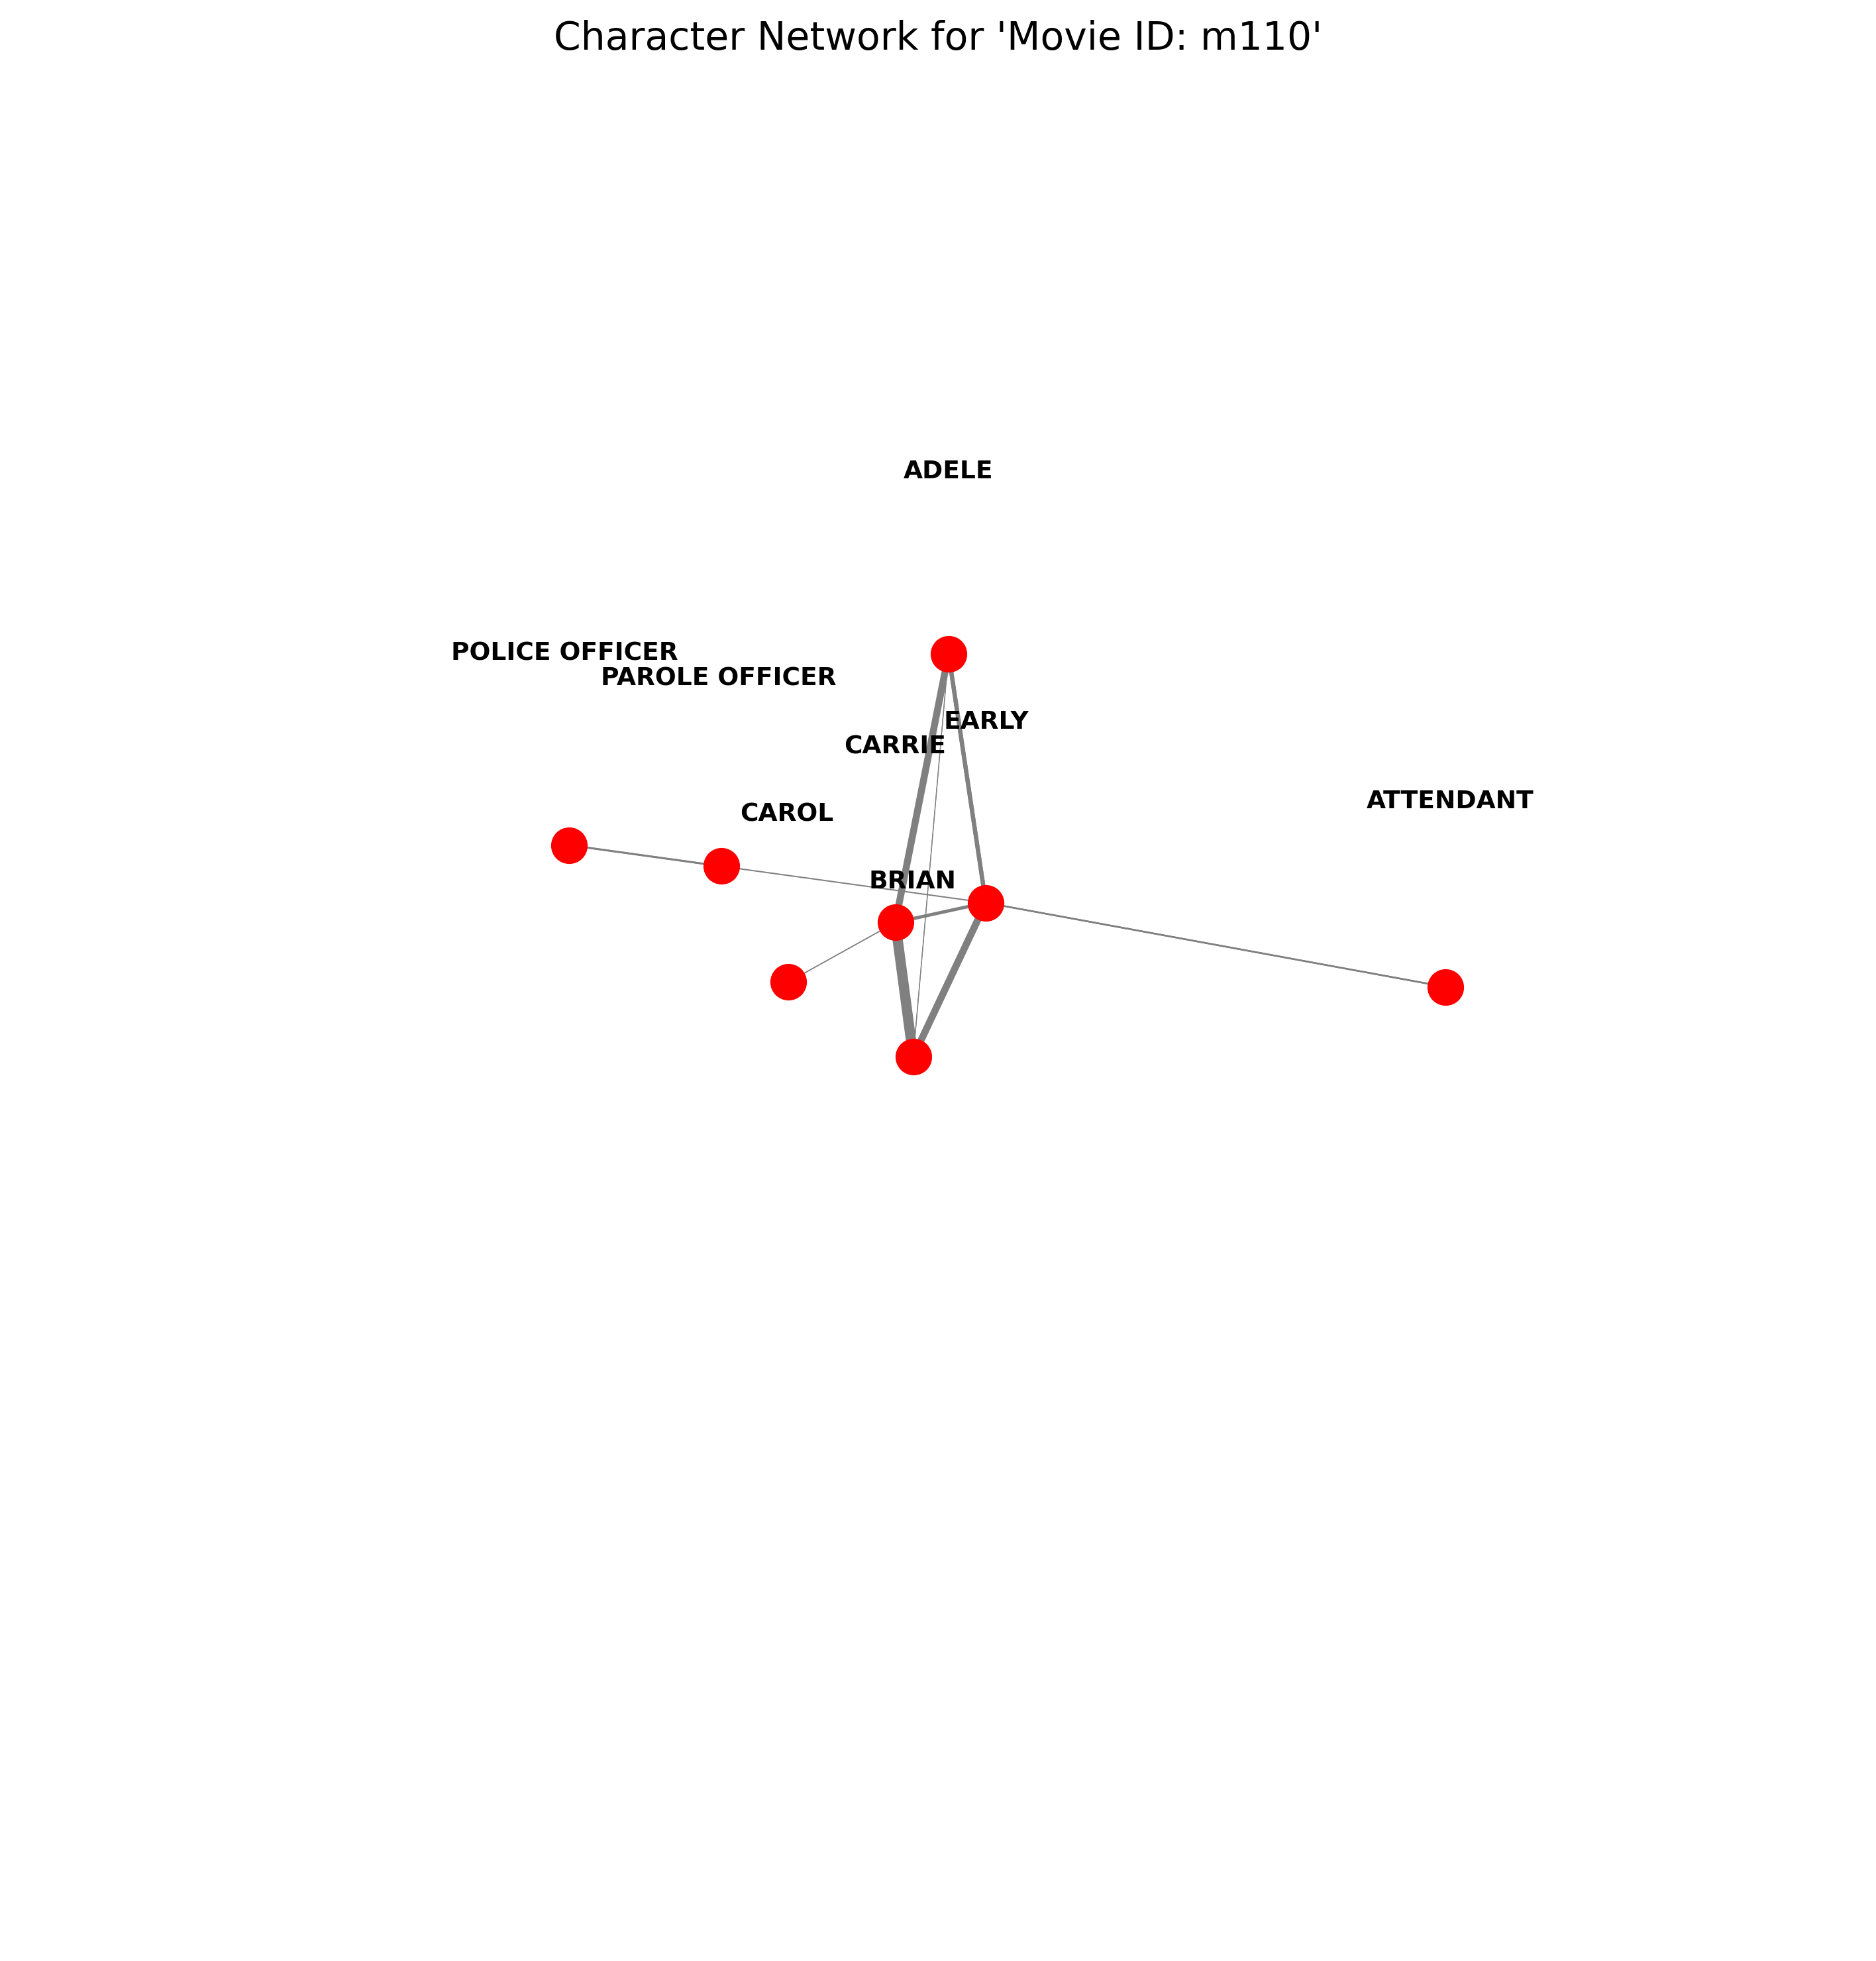 Character Network for 'Movie ID: m110'
ADELE
POLICE OFFICER
PAROLE OFFICER
EARLY
CARRIE
ATTENDANT
CAROL
BRIAN